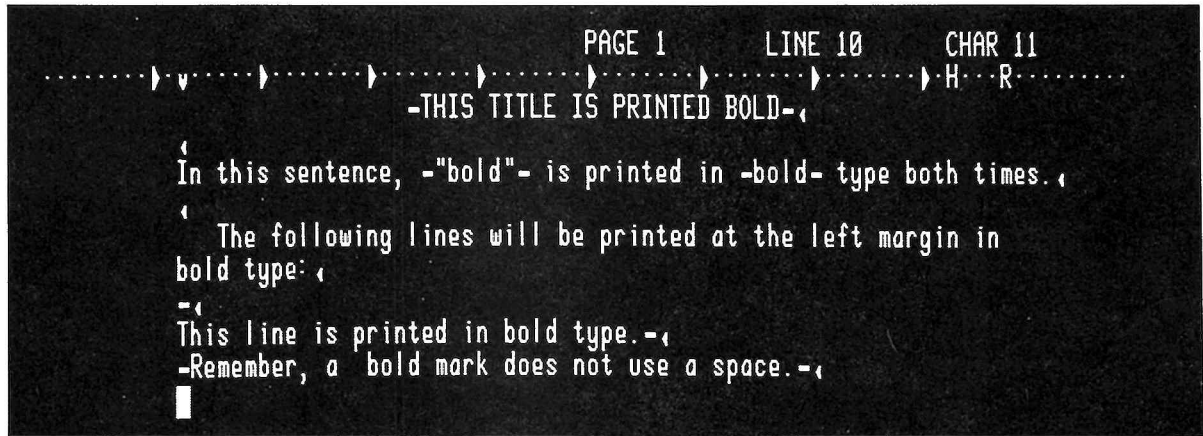 PAGE 1 LINE 10 CHAR 11
H R
-THIS TITLE IS PRINTED BOLD-
In this sentence, -"bold"- is printed in -bold- type both times.
The following lines will be printed at the left margin in
bold type:
-
This line is printed in bold type.-
-Remember, a bold mark does not use a space.-